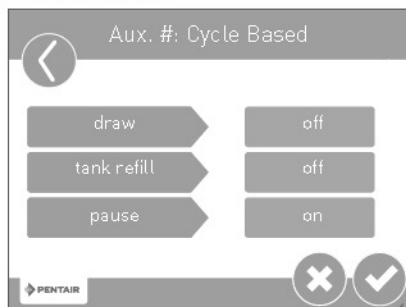 Aux. #: Cycle Based
draw off
tank refill off
pause on
PENTAIR